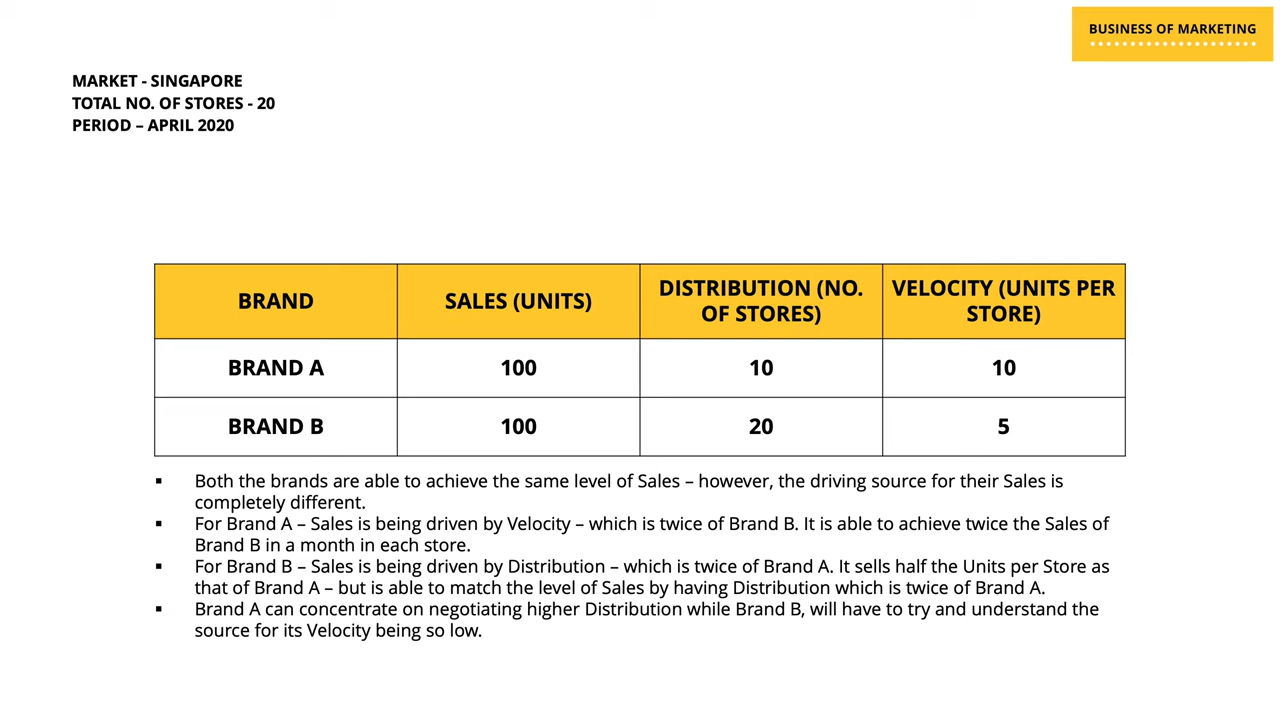 BUSINESS OF MARKETING
MARKET - SINGAPORE
TOTAL NO. OF STORES - 20
PERIOD – APRIL 2020
BRAND
SALES (UNITS)
DISTRIBUTION (NO. OF STORES)
VELOCITY (UNITS PER STORE)
BRAND A
100
10
10
BRAND B
100
20
5
▪ Both the brands are able to achieve the same level of Sales – however, the driving source for their Sales is
completely different.
▪ For Brand A – Sales is being driven by Velocity – which is twice of Brand B. It is able to achieve twice the Sales of
Brand B in a month in each store.
▪ For Brand B – Sales is being driven by Distribution – which is twice of Brand A. It sells half the Units per Store as
that of Brand A – but is able to match the level of Sales by having Distribution which is twice of Brand A.
▪ Brand A can concentrate on negotiating higher Distribution while Brand B, will have to try and understand the
source for its Velocity being so low.